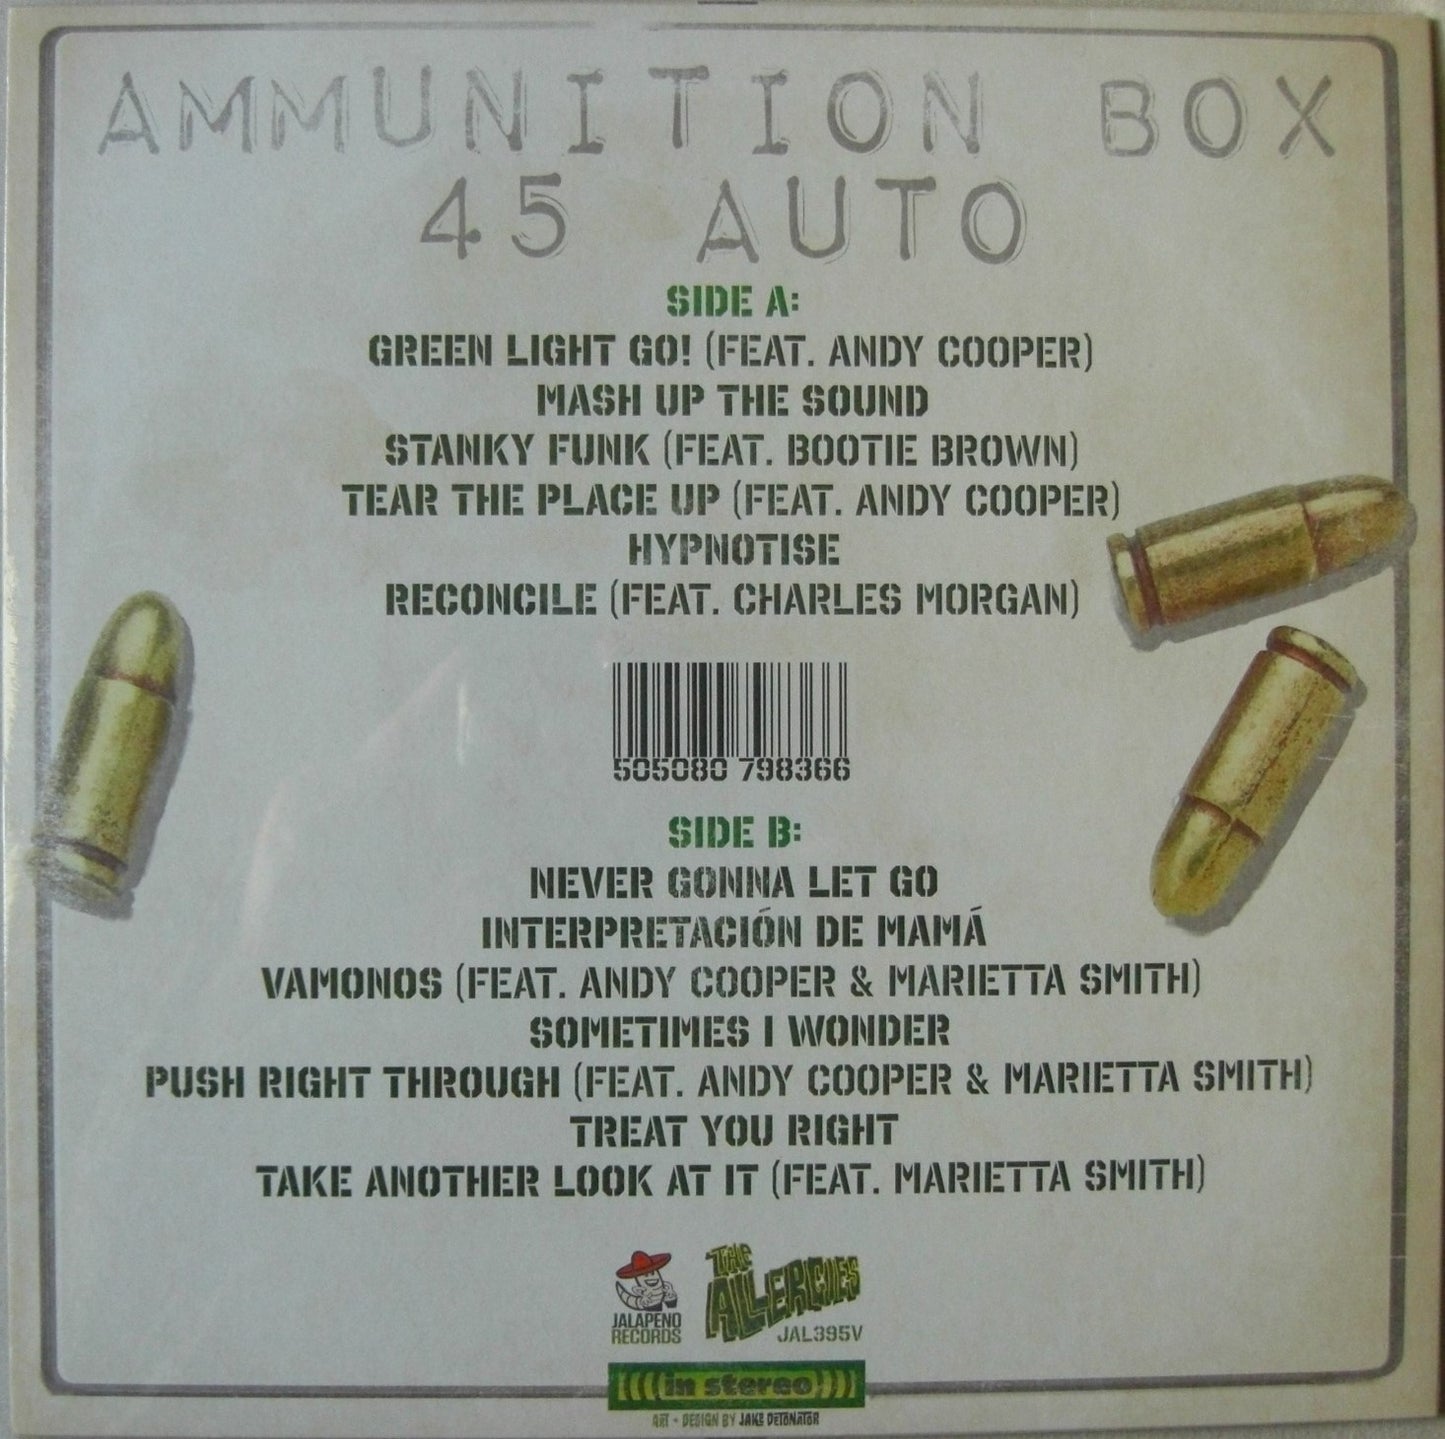 AMMUNITION BOX
45 AUTO
SIDE A:
GREEN LIGHT GO! (FEAT. ANDY COOPER)
MASH UP THE SOUND
STANKY FUNK (FEAT. BOOTIE BROWN)
TEAR THE PLACE UP (FEAT. ANDY COOPER)
HYPNOTISE
RECONCILE (FEAT. CHARLES MORGAN)
505080 798366
SIDE B:
NEVER GONNA LET GO
INTERPRETACIÓN DE MAMÁ
VAMONOS (FEAT. ANDY COOPER & MARIETTA SMITH)
SOMETIMES I WONDER
PUSH RIGHT THROUGH (FEAT. ANDY COOPER & MARIETTA SMITH)
TREAT YOU RIGHT
TAKE ANOTHER LOOK AT IT (FEAT. MARIETTA SMITH)
THE
ALLERGIES
JALAPENO
RECORDS
JAL395V
in stereo
ART + DESIGN BY JAKE DETONATOR